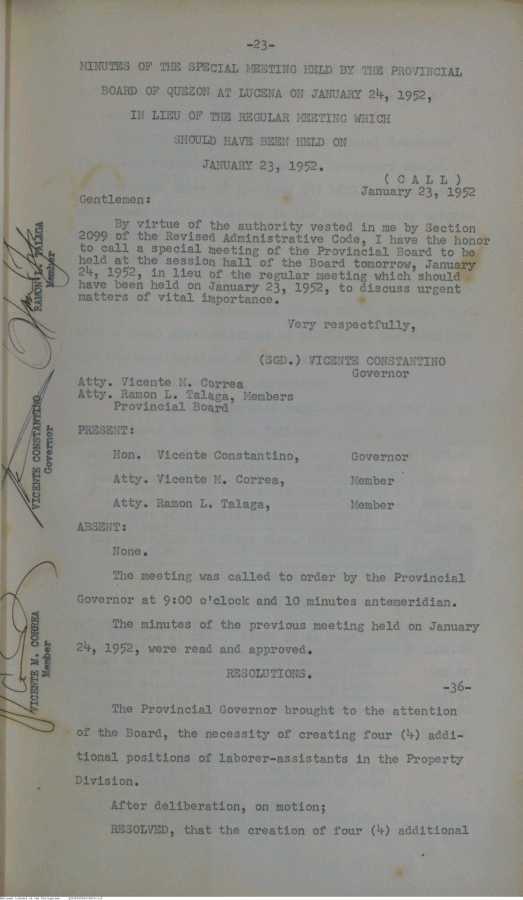 -23-
MINUTES OF THE SPECIAL MEETING HELD BY THE PROVINCIAL
BOARD OF QUEZON AT LUCENA ON JANUARY 24, 1952,
IN LIEU OF THE REGULAR MEETING WHICH
SHOULD HAVE BEEN HELD ON
JANUARY 23, 1952.
( C A L L )
January 23, 1952
Gentlemen:
By virtue of the authority vested in me by Section
2099 of the Revised Administrative Code, I have the honor
to call a special meeting of the Provincial Board to be
held at the session hall of the Board tomorrow, January
24, 1952, in lieu of the regular meeting which should
have been held on January 23, 1952, to discuss urgent
matters of vital importance.
Very respectfully,
(SGD.) VICENTE CONSTANTINO
Governor
Atty. Vicente M. Correa
Atty. Ramon L. Talaga, Members
Provincial Board
PRESENT:
Hon. Vicente Constantino, Governor
Atty. Vicente M. Correa, Member
Atty. Ramon L. Talaga, Member
ABSENT:
None.
The meeting was called to order by the Provincial
Governor at 9:00 o'clock and 10 minutes antemeridian.
The minutes of the previous meeting held on January
24, 1952, were read and approved.
RESOLUTIONS.
-36-
The Provincial Governor brought to the attention
of the Board, the necessity of creating four (4) addi-
tional positions of laborer-assistants in the Property
Division.
After deliberation, on motion;
RESOLVED, that the creation of four (4) additional
RAMON L. TALAGA
Member
VICENTE CONSTANTINO
Governor
VICENTE M. CORREA
Member
National Library of the Philippines